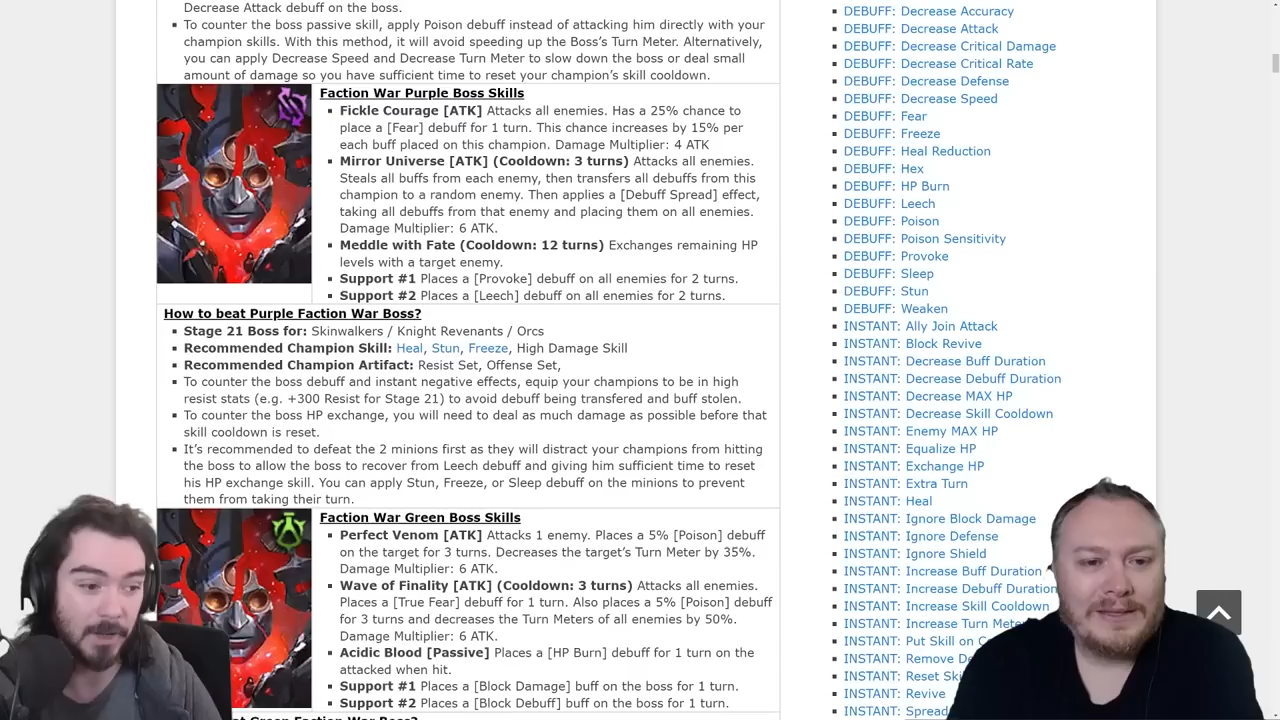 Decrease Attack debuff on the boss.
To counter the boss passive skill, apply Poison debuff instead of attacking him directly with your
champion skills. With this method, it will avoid speeding up the Boss's Turn Meter. Alternatively,
you can apply Decrease Speed and Decrease Turn Meter to slow down the boss or deal small
amount of damage so you have sufficient time to reset your champion's skill cooldown.
Faction War Purple Boss Skills
Fickle Courage [ATK] Attacks all enemies. Has a 25% chance to
place a [Fear] debuff for 1 turn. This chance increases by 15% per
each buff placed on this champion. Damage Multiplier: 4 ATK
Mirror Universe [ATK] (Cooldown: 3 turns) Attacks all enemies.
Steals all buffs from each enemy, then transfers all debuffs from this
champion to a random enemy. Then applies a [Debuff Spread] effect,
taking all debuffs from that enemy and placing them on all enemies.
Damage Multiplier: 6 ATK.
Meddle with Fate (Cooldown: 12 turns) Exchanges remaining HP
levels with a target enemy.
Support #1 Places a [Provoke] debuff on all enemies for 2 turns.
Support #2 Places a [Leech] debuff on all enemies for 2 turns.
How to beat Purple Faction War Boss?
Stage 21 Boss for: Skinwalkers / Knight Revenants / Orcs
Recommended Champion Skill: Heal, Stun, Freeze, High Damage Skill
Recommended Champion Artifact: Resist Set, Offense Set,
To counter the boss debuff and instant negative effects, equip your champions to be in high
resist stats (e.g. +300 Resist for Stage 21) to avoid debuff being transfered and buff stolen.
To counter the boss HP exchange, you will need to deal as much damage as possible before that
skill cooldown is reset.
It's recommended to defeat the 2 minions first as they will distract your champions from hitting
the boss to allow the boss to recover from Leech debuff and giving him sufficient time to reset
his HP exchange skill. You can apply Stun, Freeze, or Sleep debuff on the minions to prevent
them from taking their turn.
Faction War Green Boss Skills
Perfect Venom [ATK] Attacks 1 enemy. Places a 5% [Poison] debuff
on the target for 3 turns. Decreases the target's Turn Meter by 35%.
Damage Multiplier: 6 ATK.
Wave of Finality [ATK] (Cooldown: 3 turns) Attacks all enemies.
Places a [True Fear] debuff for 1 turn. Also places a 5% [Poison] debuff
for 3 turns and decreases the Turn Meters of all enemies by 50%.
Damage Multiplier: 6 ATK.
Acidic Blood [Passive] Places a [HP Burn] debuff for 1 turn on the
attacked when hit.
Support #1 Places a [Block Damage] buff on the boss for 1 turn.
Support #2 Places a [Block Debuff] buff on the boss for 1 turn.
Green Faction War Boss?
DEBUFF: Decrease Accuracy
DEBUFF: Decrease Attack
DEBUFF: Decrease Critical Damage
DEBUFF: Decrease Critical Rate
DEBUFF: Decrease Defense
DEBUFF: Decrease Speed
DEBUFF: Fear
DEBUFF: Freeze
DEBUFF: Heal Reduction
DEBUFF: Hex
DEBUFF: HP Burn
DEBUFF: Leech
DEBUFF: Poison
DEBUFF: Poison Sensitivity
DEBUFF: Provoke
DEBUFF: Sleep
DEBUFF: Stun
DEBUFF: Weaken
INSTANT: Ally Join Attack
INSTANT: Block Revive
INSTANT: Decrease Buff Duration
INSTANT: Decrease Debuff Duration
INSTANT: Decrease MAX HP
INSTANT: Decrease Skill Cooldown
INSTANT: Enemy MAX HP
INSTANT: Equalize HP
INSTANT: Exchange HP
INSTANT: Extra Turn
INSTANT: Heal
INSTANT: Ignore Block Damage
INSTANT: Ignore Defense
INSTANT: Ignore Shield
INSTANT: Increase Buff Duration
INSTANT: Increase Debuff Duration
INSTANT: Increase Skill Cooldown
INSTANT: Increase Turn Meter
INSTANT: Put Skill on
INSTANT: Remove
INSTANT: Reset
INSTANT: Revive
INSTANT: Spread